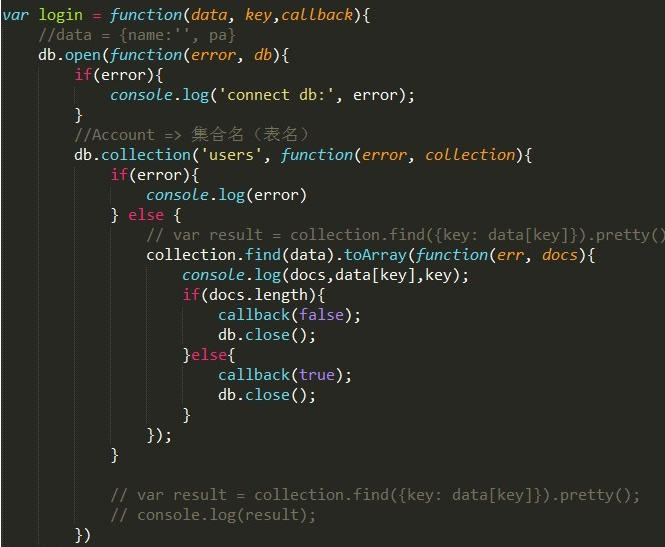 var login = function(data, key,callback){
    //data = {name:'', pa}
    db.open(function(error, db){
        if(error){
            console.log('connect db:', error);
        }
        //Account => 集合名（表名）
        db.collection('users', function(error, collection){
            if(error){
                console.log(error)
            } else {
                // var result = collection.find({key: data[key]}).pretty()
                collection.find(data).toArray(function(err, docs){
                    console.log(docs,data[key],key);
                    if(docs.length){
                        callback(false);
                        db.close();
                    }else{
                        callback(true);
                        db.close();
                    }
                });
            }

            // var result = collection.find({key: data[key]}).pretty();
            // console.log(result);
        })